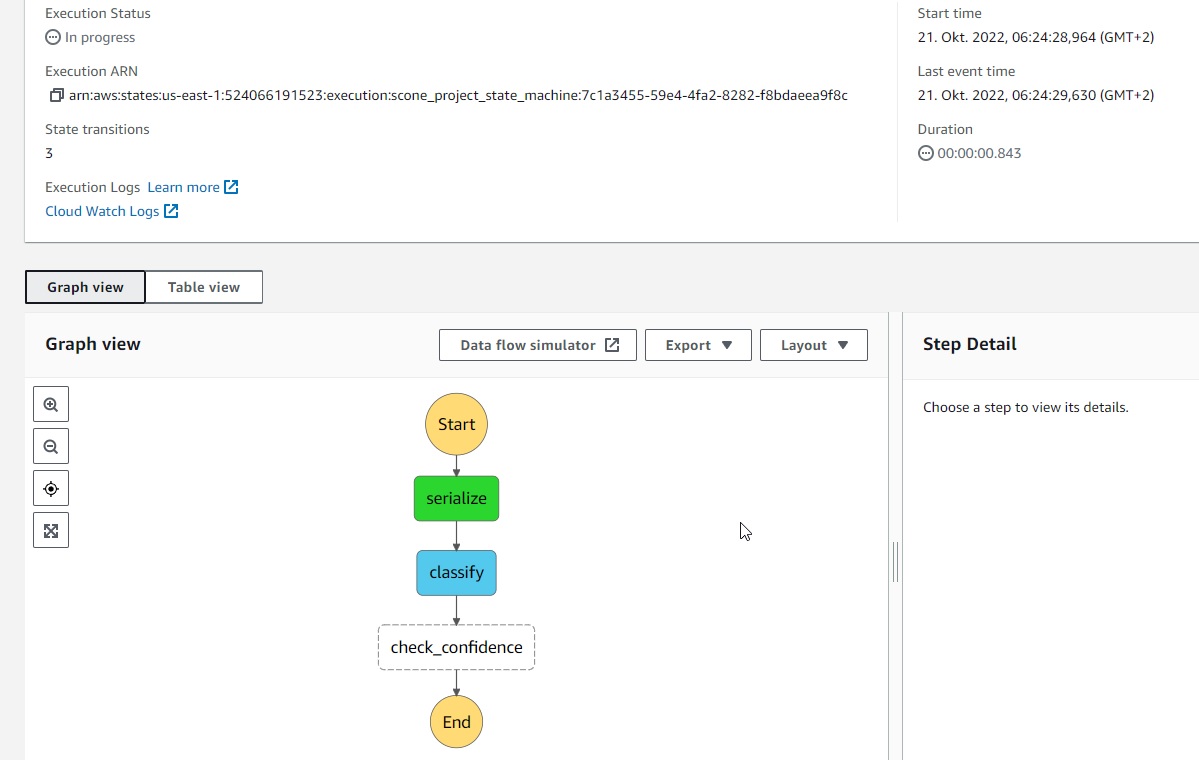 Execution Status
In progress
Execution ARN
arn:aws:states:us-east-1:524066191523:execution:scone_project_state_machine:7c1a3455-59e4-4fa2-8282-f8bdaeea9f8c
State transitions
3
Execution Logs Learn more
Cloud Watch Logs
Start time
21. Okt. 2022, 06:24:28,964 (GMT+2)
Last event time
21. Okt. 2022, 06:24:29,630 (GMT+2)
Duration
00:00:00.843
Graph view Table view
Graph view Data flow simulator Export Layout
Start
serialize
classify
check_confidence
End
Step Detail
Choose a step to view its details.